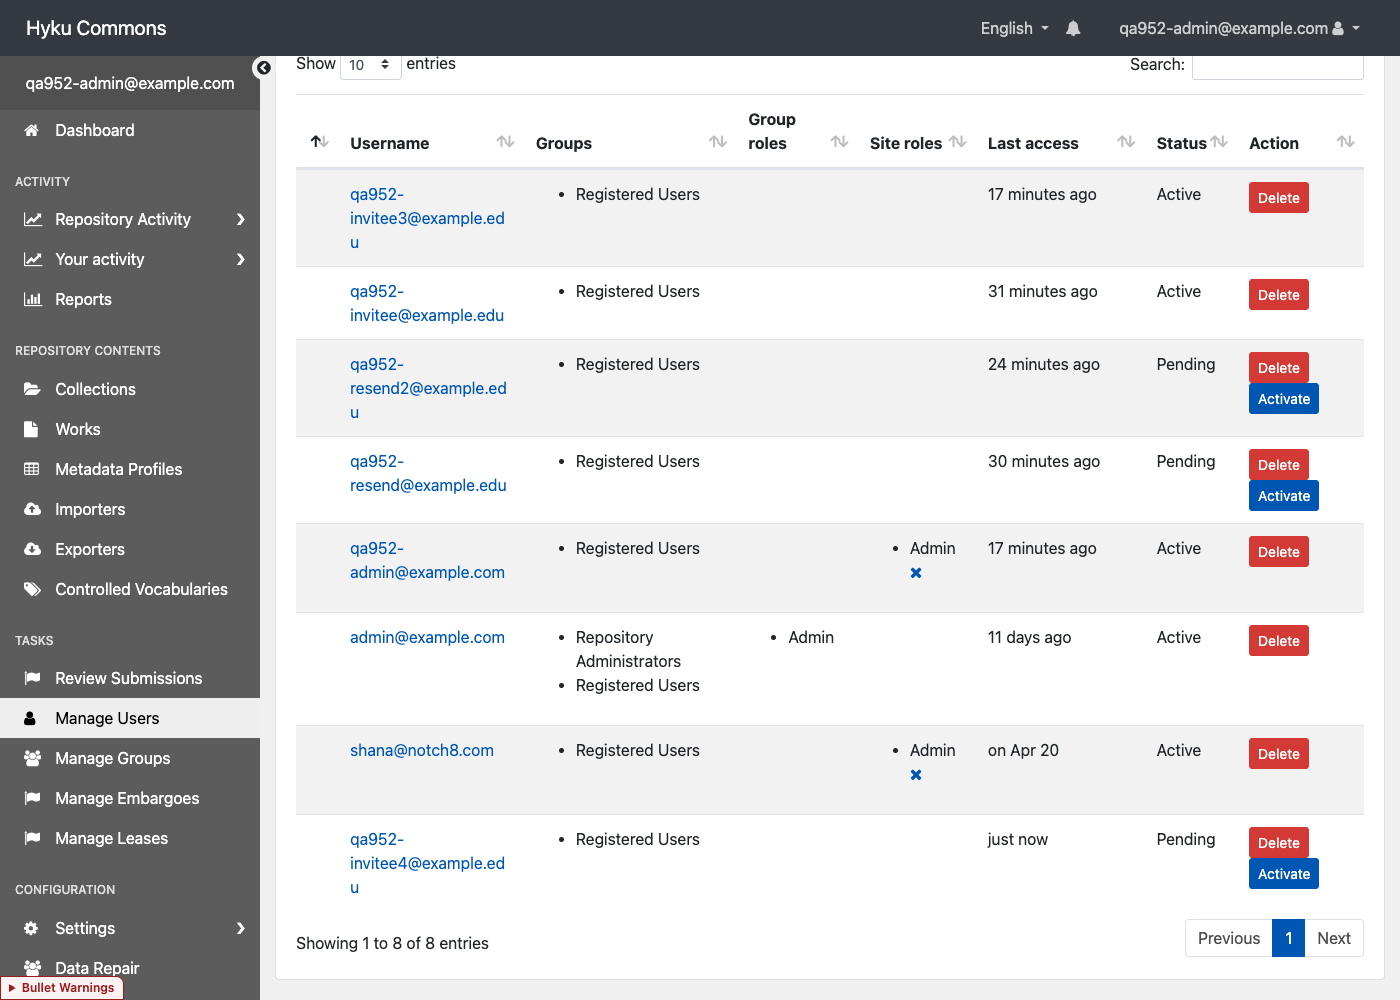 Hyku Commons
English
qa952-admin@example.com
qa952-admin@example.com
Dashboard
ACTIVITY
Repository Activity
Your activity
Reports
REPOSITORY CONTENTS
Collections
Works
Metadata Profiles
Importers
Exporters
Controlled Vocabularies
TASKS
Review Submissions
Manage Users
Manage Groups
Manage Embargoes
Manage Leases
CONFIGURATION
Settings
Data Repair
Bullet Warnings
Show 10 entries
Search:
Username Groups Group roles Site roles Last access Status Action
qa952-
invitee3@example.ed
u
Registered Users
17 minutes ago
Active
Delete
qa952-
invitee@example.edu
Registered Users
31 minutes ago
Active
Delete
qa952-
resend2@example.ed
u
Registered Users
24 minutes ago
Pending
Delete
Activate
qa952-
resend@example.edu
Registered Users
30 minutes ago
Pending
Delete
Activate
qa952-
admin@example.com
Registered Users
Admin
17 minutes ago
Active
Delete
admin@example.com
Repository
Administrators
Registered Users
Admin
11 days ago
Active
Delete
shana@notch8.com
Registered Users
Admin
on Apr 20
Active
Delete
qa952-
invitee4@example.ed
u
Registered Users
just now
Pending
Delete
Activate
Showing 1 to 8 of 8 entries
Previous 1 Next